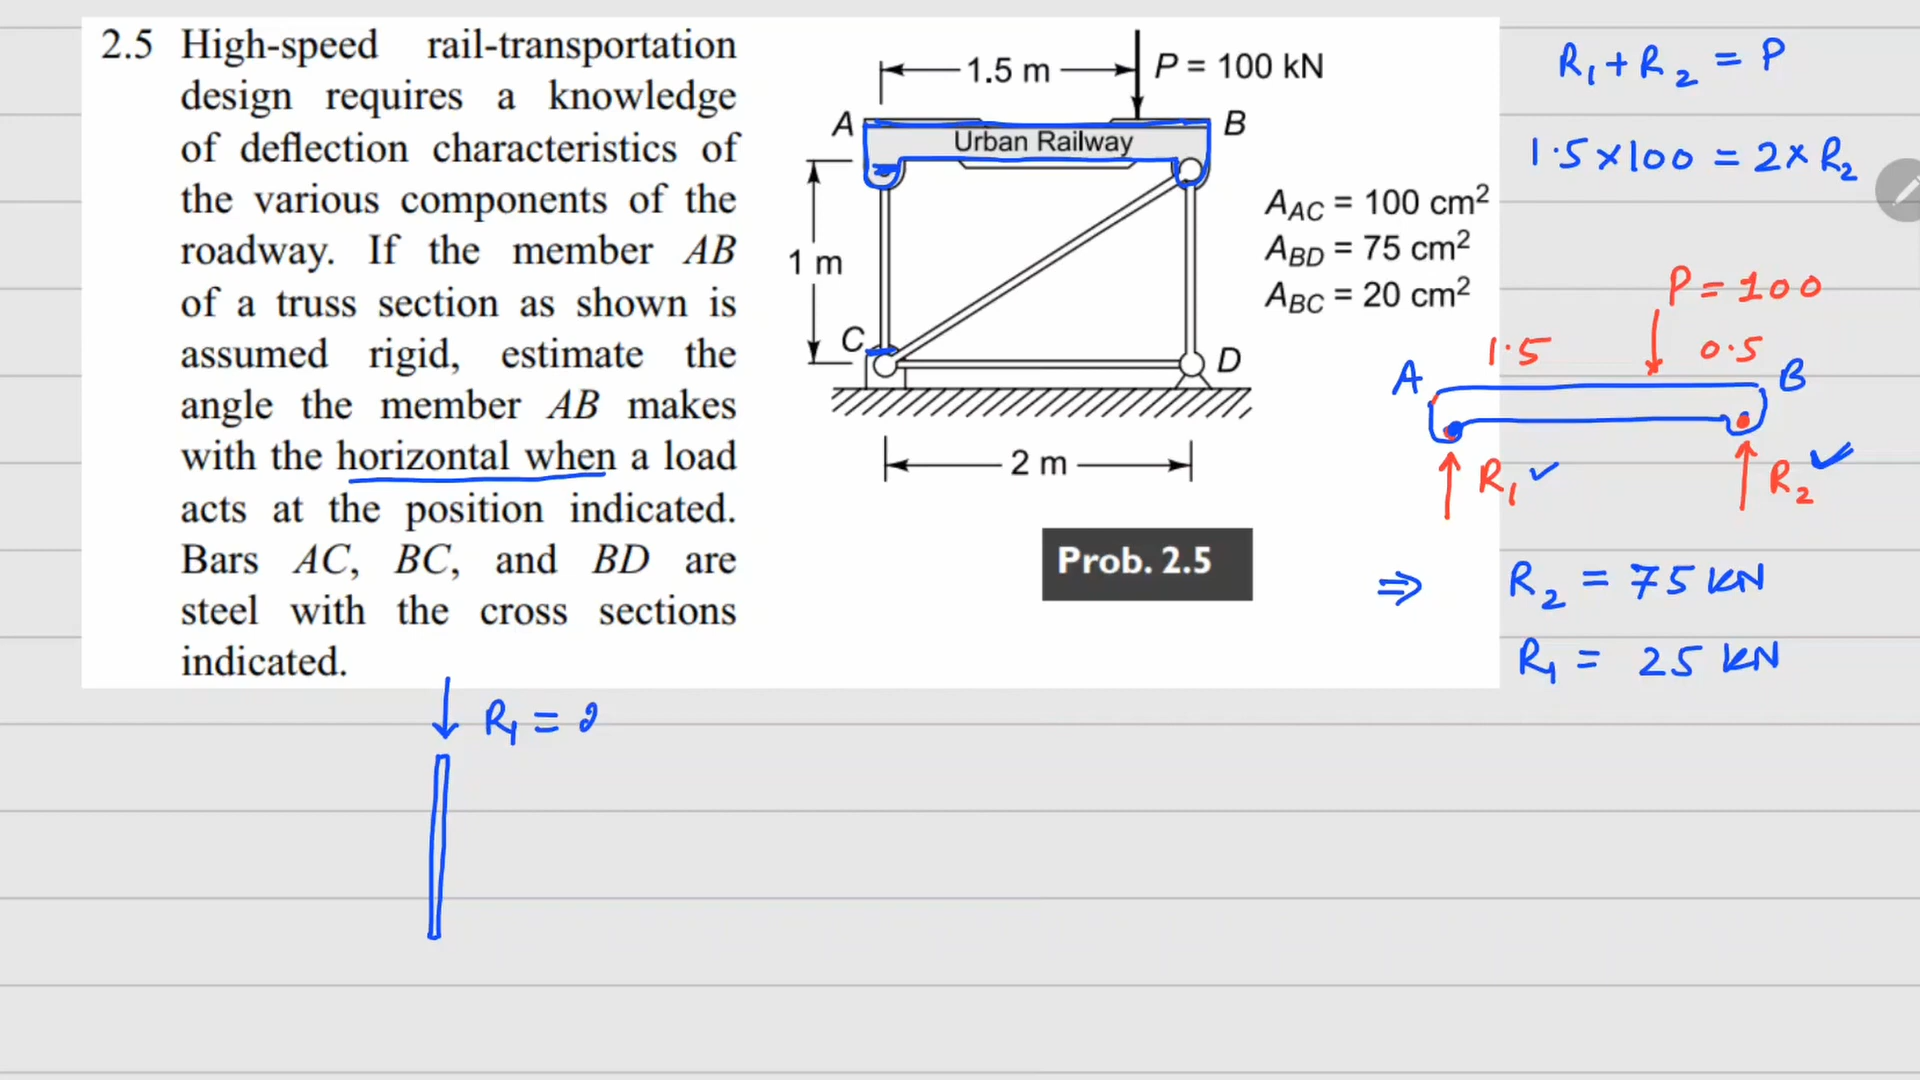 2.5 High-speed rail-transportation
design requires a knowledge
of deflection characteristics of
the various components of the
roadway. If the member AB
of a truss section as shown is
assumed rigid, estimate the
angle the member AB makes
with the horizontal when a load
acts at the position indicated.
Bars AC, BC, and BD are
steel with the cross sections
indicated.
1.5 m
P = 100 kN
A
B
Urban Railway
1 m
C
D
2 m
A_AC = 100 cm²
A_BD = 75 cm²
A_BC = 20 cm²
Prob. 2.5
R₁ + R₂ = P
1.5×100 = 2×R₂
P = 100
1.5
0.5
A
B
R₁ ✓
R₂ ✓
⇒ R₂ = 75 kN
R₁ = 25 kN
R₁ = 2